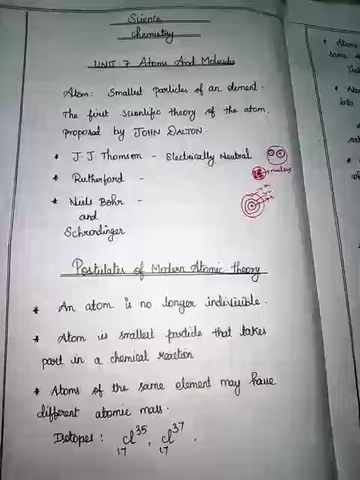 Science
chemistry
UNIT 7 Atoms And Molecules
Atom: Smallest particles of an element.
The first scientific theory of the atom
proposed by JOHN DALTON.
* J.J. Thomson - Electrically Neutral
* Rutherford -
* Niels Bohr -
and
Schrordinger
Postulates of Modern Atomic theory
* An atom is no longer indivisible.
* Atom is smallest particle that takes
part in a chemical reaction
* Atoms of the same element may have
different atomic mass.
Isotopes: ₁₇Cl³⁵, ₁₇Cl³⁷.
* Atoms
same